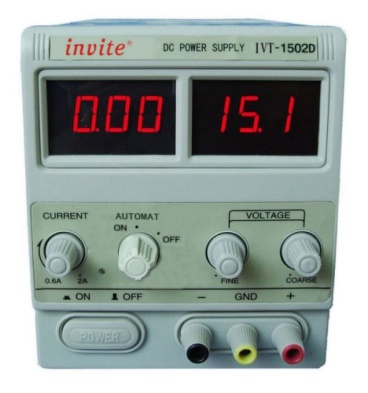 invite® DC POWER SUPPLY IVT-1502D
0.00 15.1
CURRENT AUTOMAT VOLTAGE
ON OFF
0.6A 2A FINE COARSE
ON OFF - GND +
POWER